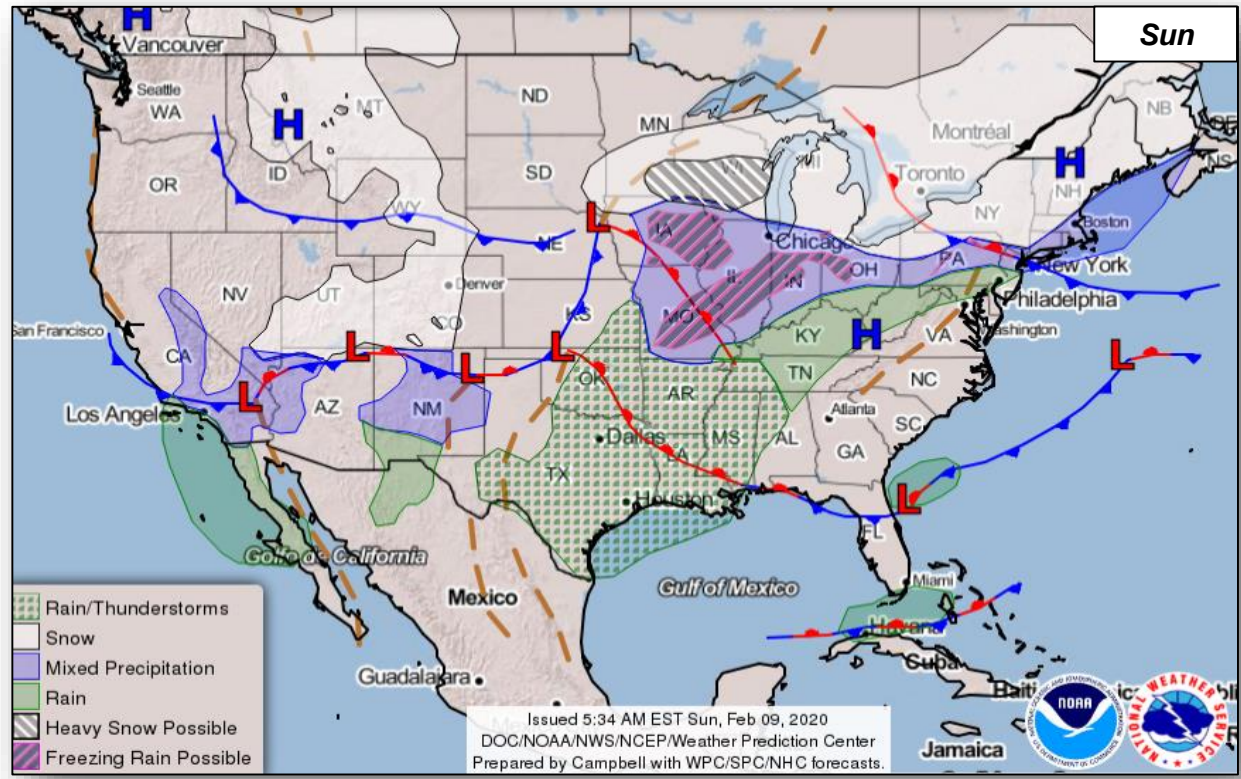 Sun
H
Vancouver
Seattle
WA
MT
ND
MN
Montréal
NB
H
ID
OR
SD
WI
MI
Toronto
H
NH
NS
WY
NY
L
Boston
NE
IA
Chicago
IL
IN
OH
PA
New York
NV
UT
Denver
CO
KS
MO
Philadelphia
San Francisco
KY
H
VA
Washington
CA
L
L
L
L
OK
TN
NC
Los Angeles
L
AZ
NM
AR
Atlanta
SC
Dallas
MS
AL
GA
LA
TX
Houston
L
FL
Golfo de California
Gulf of Mexico
Miami
Mexico
Havana
Cuba
Guadalajara
Jamaica
Rain/Thunderstorms
Snow
Mixed Precipitation
Rain
Heavy Snow Possible
Freezing Rain Possible
Issued 5:34 AM EST Sun, Feb 09, 2020
DOC/NOAA/NWS/NCEP/Weather Prediction Center
Prepared by Campbell with WPC/SPC/NHC forecasts.
NOAA
NATIONAL WEATHER SERVICE